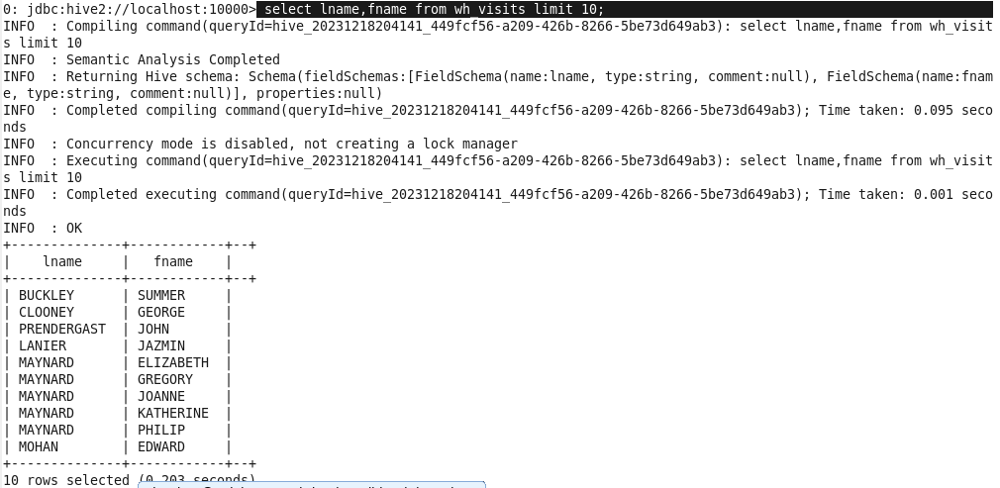 0: jdbc:hive2://localhost:10000> select lname,fname from wh_visits limit 10;
INFO  : Compiling command(queryId=hive_20231218204141_449fcf56-a209-426b-8266-5be73d649ab3): select lname,fname from wh_visit
s limit 10
INFO  : Semantic Analysis Completed
INFO  : Returning Hive schema: Schema(fieldSchemas:[FieldSchema(name:lname, type:string, comment:null), FieldSchema(name:fnam
e, type:string, comment:null)], properties:null)
INFO  : Completed compiling command(queryId=hive_20231218204141_449fcf56-a209-426b-8266-5be73d649ab3); Time taken: 0.095 seco
nds
INFO  : Concurrency mode is disabled, not creating a lock manager
INFO  : Executing command(queryId=hive_20231218204141_449fcf56-a209-426b-8266-5be73d649ab3): select lname,fname from wh_visit
s limit 10
INFO  : Completed executing command(queryId=hive_20231218204141_449fcf56-a209-426b-8266-5be73d649ab3); Time taken: 0.001 seco
nds
INFO  : OK
+--------------+------------+--+
|    lname     |   fname    |
+--------------+------------+--+
| BUCKLEY      | SUMMER     |
| CLOONEY      | GEORGE     |
| PRENDERGAST  | JOHN       |
| LANIER       | JAZMIN     |
| MAYNARD      | ELIZABETH  |
| MAYNARD      | GREGORY    |
| MAYNARD      | JOANNE     |
| MAYNARD      | KATHERINE  |
| MAYNARD      | PHILIP     |
| MOHAN        | EDWARD     |
+--------------+------------+--+
10 rows selected (0.203 seconds)